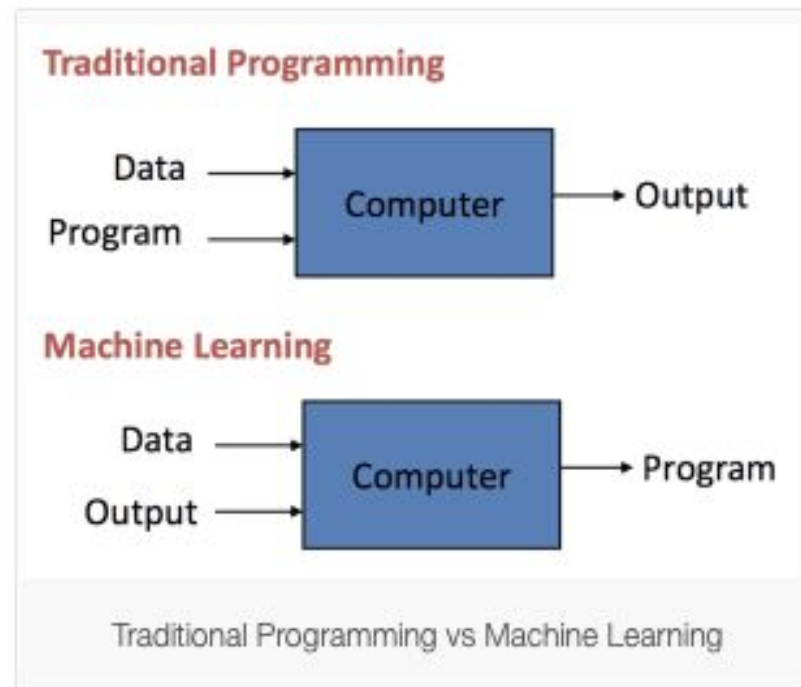 Traditional Programming
Data
Program
Computer
Output
Machine Learning
Data
Output
Computer
Program
Traditional Programming vs Machine Learning